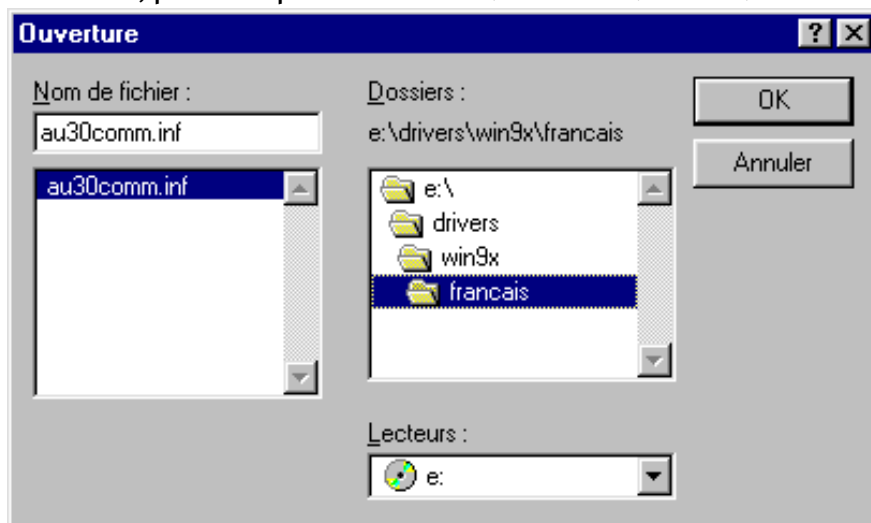 Ouverture
Nom de fichier :
au30comm.inf
au30comm.inf
Dossiers :
e:\drivers\win9x\francais
e:\
drivers
win9x
francais
Lecteurs :
e:
OK
Annuler